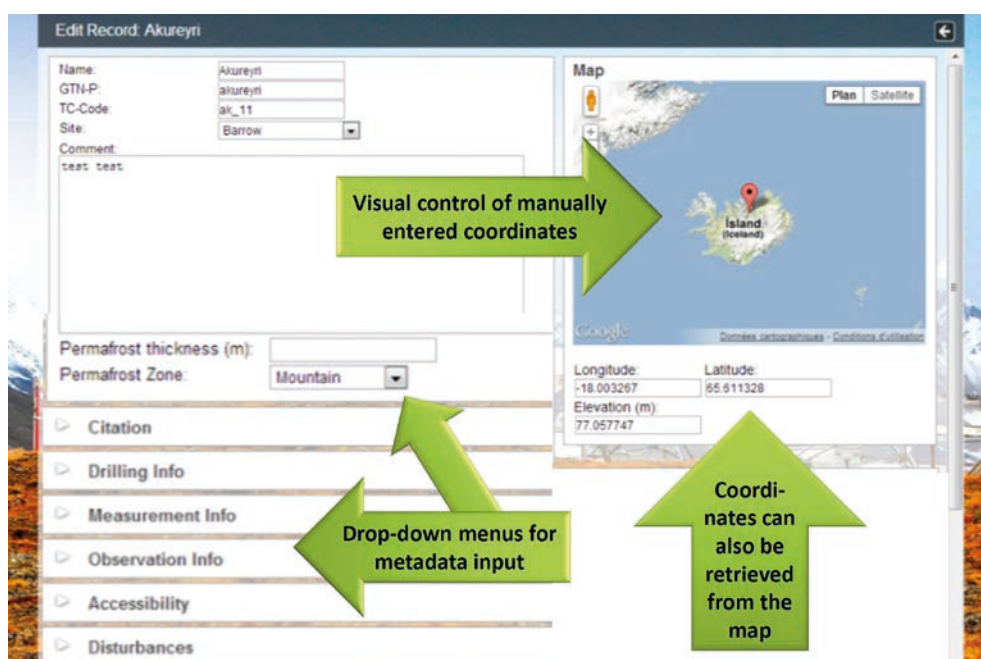 Edit Record: Akureyri
Name: Akureyri
GTN-P: akureyri
TC-Code: ak_11
Site: Barrow
Comment:
test test
Permafrost thickness (m):
Permafrost Zone: Mountain
Citation
Drilling Info
Measurement Info
Observation Info
Accessibility
Disturbances
Map
Plan Satellite
Ísland
(Iceland)
Google
Données cartographiques - Conditions d'utilisation
Longitude: Latitude:
-18.003267 65.611328
Elevation (m):
77.057747
Visual control of manually
entered coordinates
Drop-down menus for
metadata input
Coordi-
nates can
also be
retrieved
from the
map